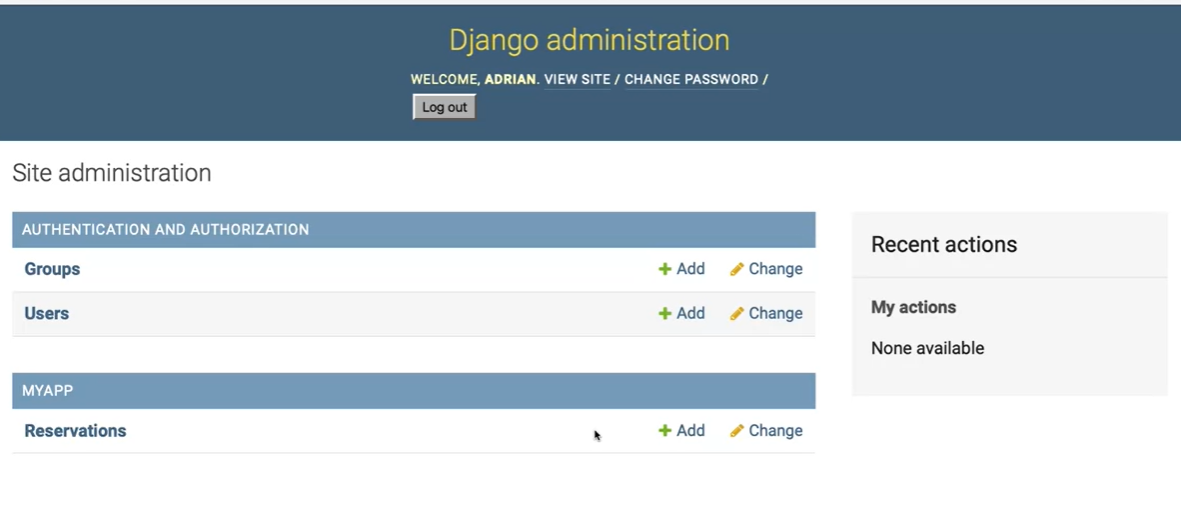 Django administration
WELCOME, ADRIAN. VIEW SITE / CHANGE PASSWORD /
Log out
Site administration
AUTHENTICATION AND AUTHORIZATION
Groups Add Change
Users Add Change
MYAPP
Reservations Add Change
Recent actions
My actions
None available